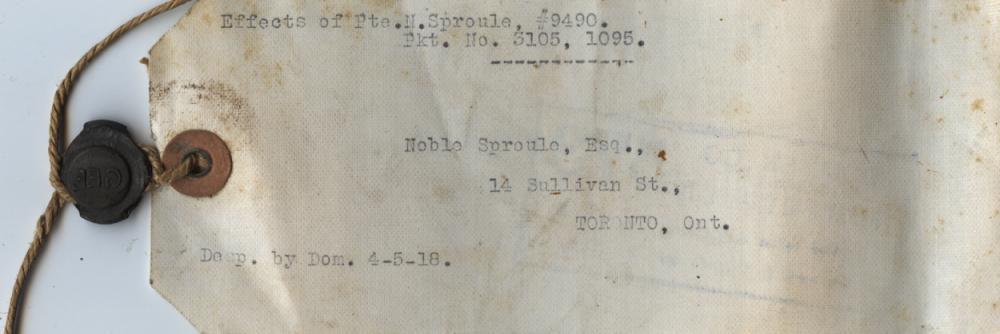 Effects of Pte.N.Sproule, #9490.
Pkt. No. 3105, 1095.
Noble Sproule, Esq.,
14 Sullivan St.,
TORONTO, Ont.
Desp. by Dom. 4-5-18.